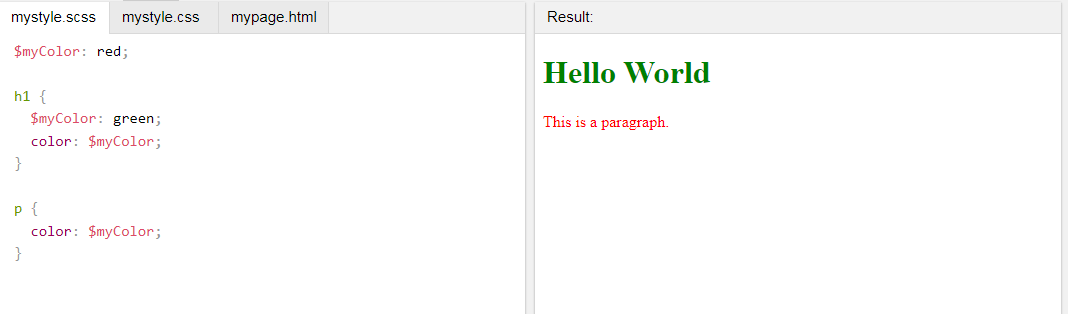 mystyle.scss mystyle.css mypage.html
$myColor: red;
h1 {
  $myColor: green;
  color: $myColor;
}
p {
  color: $myColor;
}
Result:
Hello World
This is a paragraph.